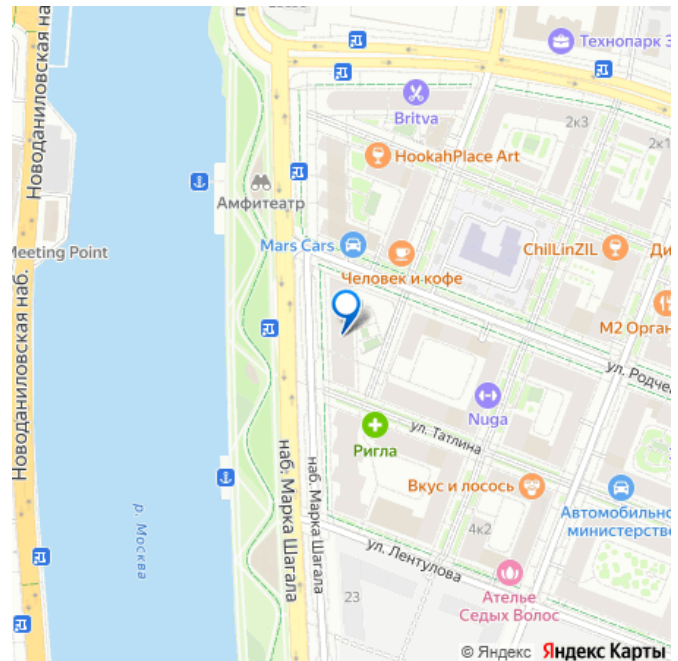 Новоданиловская на
Технопарк З
Britva
2к3
2к1
HookahPlace Art
Амфитеатр
Meeting Point
Mars Cars
Человек и кофе
ChilLinZIL
Ди
М2 Орган
Новоданиловская наб.
ул. Родче
Nuga
ул. Татлина
Ригла
наб. Марка Шагала
наб. Марка Шагала
Вкус и лосось
Автомобильно
министерство
р. Москва
4к2
ул. Лентулова
23
Ателье
Седых Волос
© Яндекс Яндекс Карты